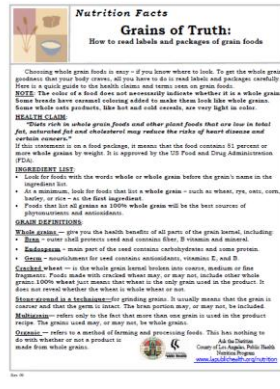 Nutrition Facts
Grains of Truth:
How to read labels and packages of grain foods
Choosing whole grain foods is easy – if you know where to look. To get the whole grain
goodness that your body craves, all you have to do is read labels and packages carefully.
Here is a quick guide to the health claims and terms seen on grain foods.
NOTE: The color of a food does not necessarily indicate whether it is a whole grain.
Some breads have caramel coloring added to make them look like whole grains.
Some whole oats products, like hot and cold cereals, are very light in color.
HEALTH CLAIM:
"Diets rich in whole grain foods and other plant foods that are low in total
fat, saturated fat and cholesterol may reduce the risks of heart disease and
certain cancers."
If this statement is on a food package, it means that the food contains 51 percent or
more whole grains by weight. It is approved by the US Food and Drug Administration
(FDA).
INGREDIENT LIST:
• Look for foods with the words whole or whole before the grain's name in the
ingredient list.
• At a minimum, look for foods that list a whole grain – such as wheat, rye, oats, corn,
barley, or rice – as the first ingredient.
• Foods that list all grains as 100% whole grain will be the best sources of
phytonutrients and antioxidants.
GRAIN DEFINITIONS:
Whole grains — give you the health benefits of all parts of the grain kernel, including:
• Bran – outer shell protects seed and contains fiber, B vitamin and mineral.
• Endosperm – main part of the seed contains carbohydrates and some protein.
• Germ – nourishment for seed contains antioxidants, vitamins E, and B.
Cracked wheat — is the whole grain kernel broken into coarse, medium or fine
fragments. Foods made with cracked wheat may, or may not, include other whole
grains. 100% wheat just means that wheat is the only grain used in the product. It
does not reveal whether the wheat is whole wheat or not.
Stone-ground is a technique—for grinding grains. It usually means that the grain is
coarser and that the germ is intact. The bran portion may, or may not, be included.
Multigrain— refers only to the fact that more than one grain is used in the product
recipe. The grains used may, or may not, be whole grains.
Organic — refers to a method of farming and processing foods. This has nothing to
do with whether or not a product is
made from whole grains.
Ask the Dietitian
County of Los Angeles, Public Health
Nutrition Program
www.lapublichealth.org/nutrition